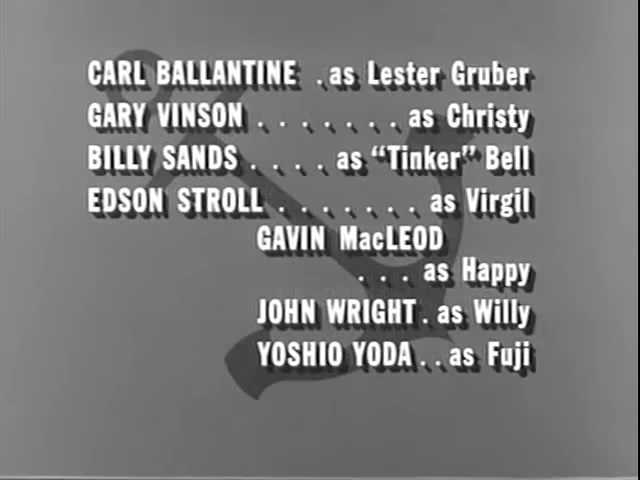 CARL BALLANTINE . as Lester Gruber
GARY VINSON . . . . . . . as Christy
BILLY SANDS . . . . as “Tinker” Bell
EDSON STROLL . . . . . . . as Virgil
GAVIN MacLEOD
. . . as Happy
JOHN WRIGHT . as Willy
YOSHIO YODA . . as Fuji